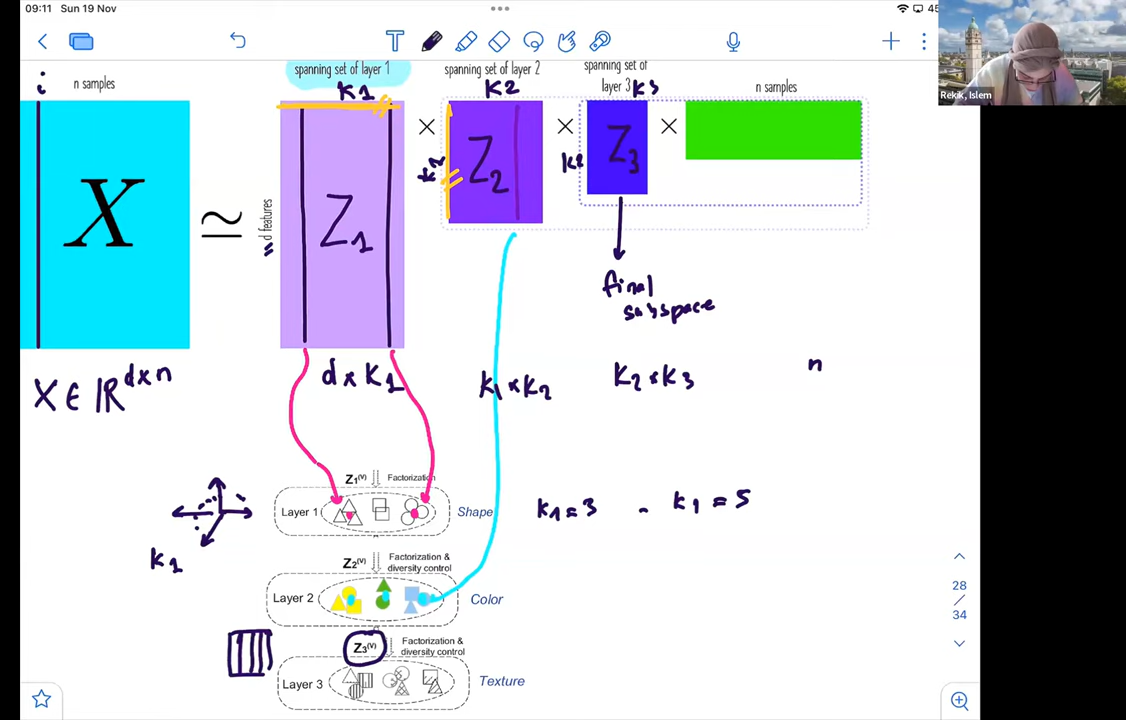 09:11 Sun 19 Nov
45
T
Rekik, Islem
i
n samples
spanning set of layer 1
K1
spanning set of layer 2
K2
spanning set of
layer 3
K3
n samples
X
≃
d features
Z1
×
Z2
×
K2
Z3
×
final
subspace
X ∈ ℝ^{d×n}
d × K1
K1 × K2
K2 × K3
n
Z1(V)
Factorization
Layer 1
Shape
K1 = 3 - K1 = 5
K1
Z2(V)
Factorization &
diversity control
Layer 2
Color
Z3(V)
Factorization &
diversity control
Layer 3
Texture
28
/
34